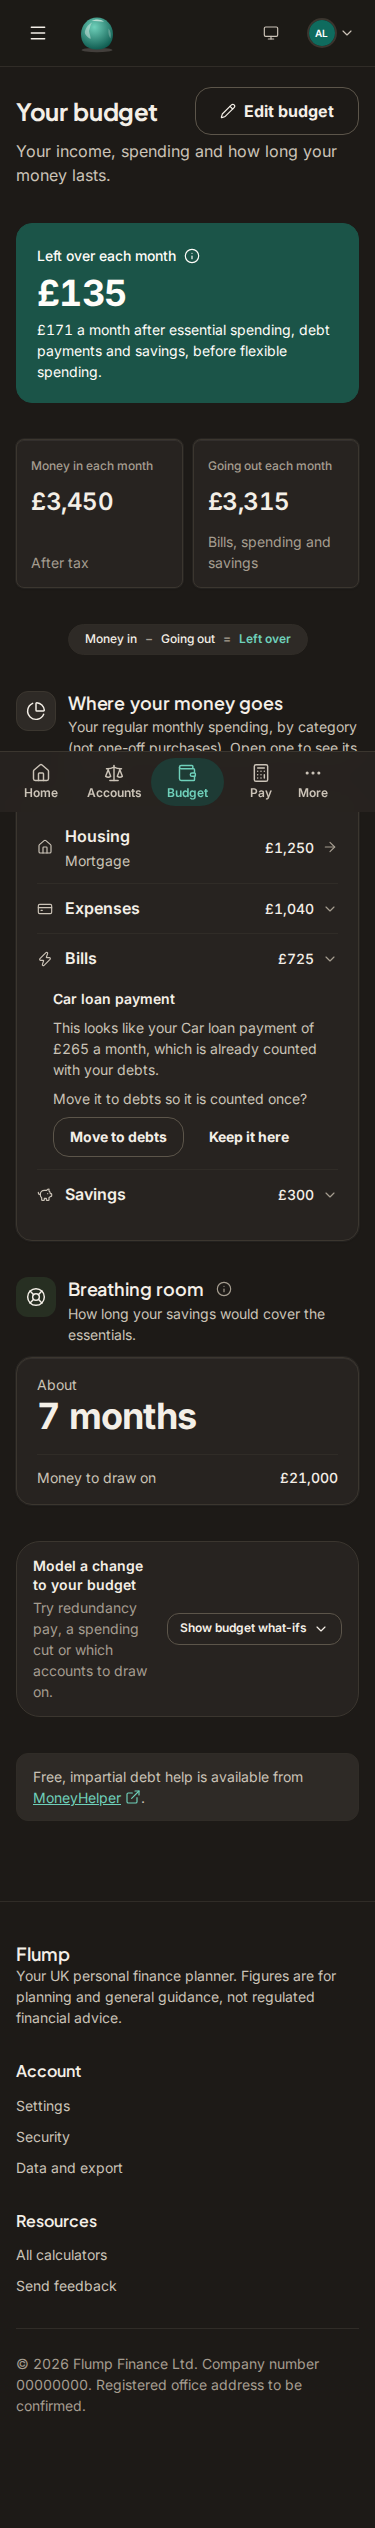 AL
Your budget
Edit budget
Your income, spending and how long your
money lasts.
Left over each month
£135
£171 a month after essential spending, debt
payments and savings, before flexible
spending.
Money in each month
£3,450
After tax
Going out each month
£3,315
Bills, spending and
savings
Money in − Going out = Left over
Where your money goes
Your regular monthly spending, by category
(not one-off purchases). Open one to see its
Home
Accounts
Budget
Pay
More
Housing
Mortgage
£1,250
Expenses
£1,040
Bills
£725
Car loan payment
This looks like your Car loan payment of
£265 a month, which is already counted
with your debts.
Move it to debts so it is counted once?
Move to debts
Keep it here
Savings
£300
Breathing room
How long your savings would cover the
essentials.
About
7 months
Money to draw on
£21,000
Model a change
to your budget
Try redundancy
pay, a spending
cut or which
accounts to draw
on.
Show budget what-ifs
Free, impartial debt help is available from
MoneyHelper.
Flump
Your UK personal finance planner. Figures are for
planning and general guidance, not regulated
financial advice.
Account
Settings
Security
Data and export
Resources
All calculators
Send feedback
© 2026 Flump Finance Ltd. Company number
00000000. Registered office address to be
confirmed.